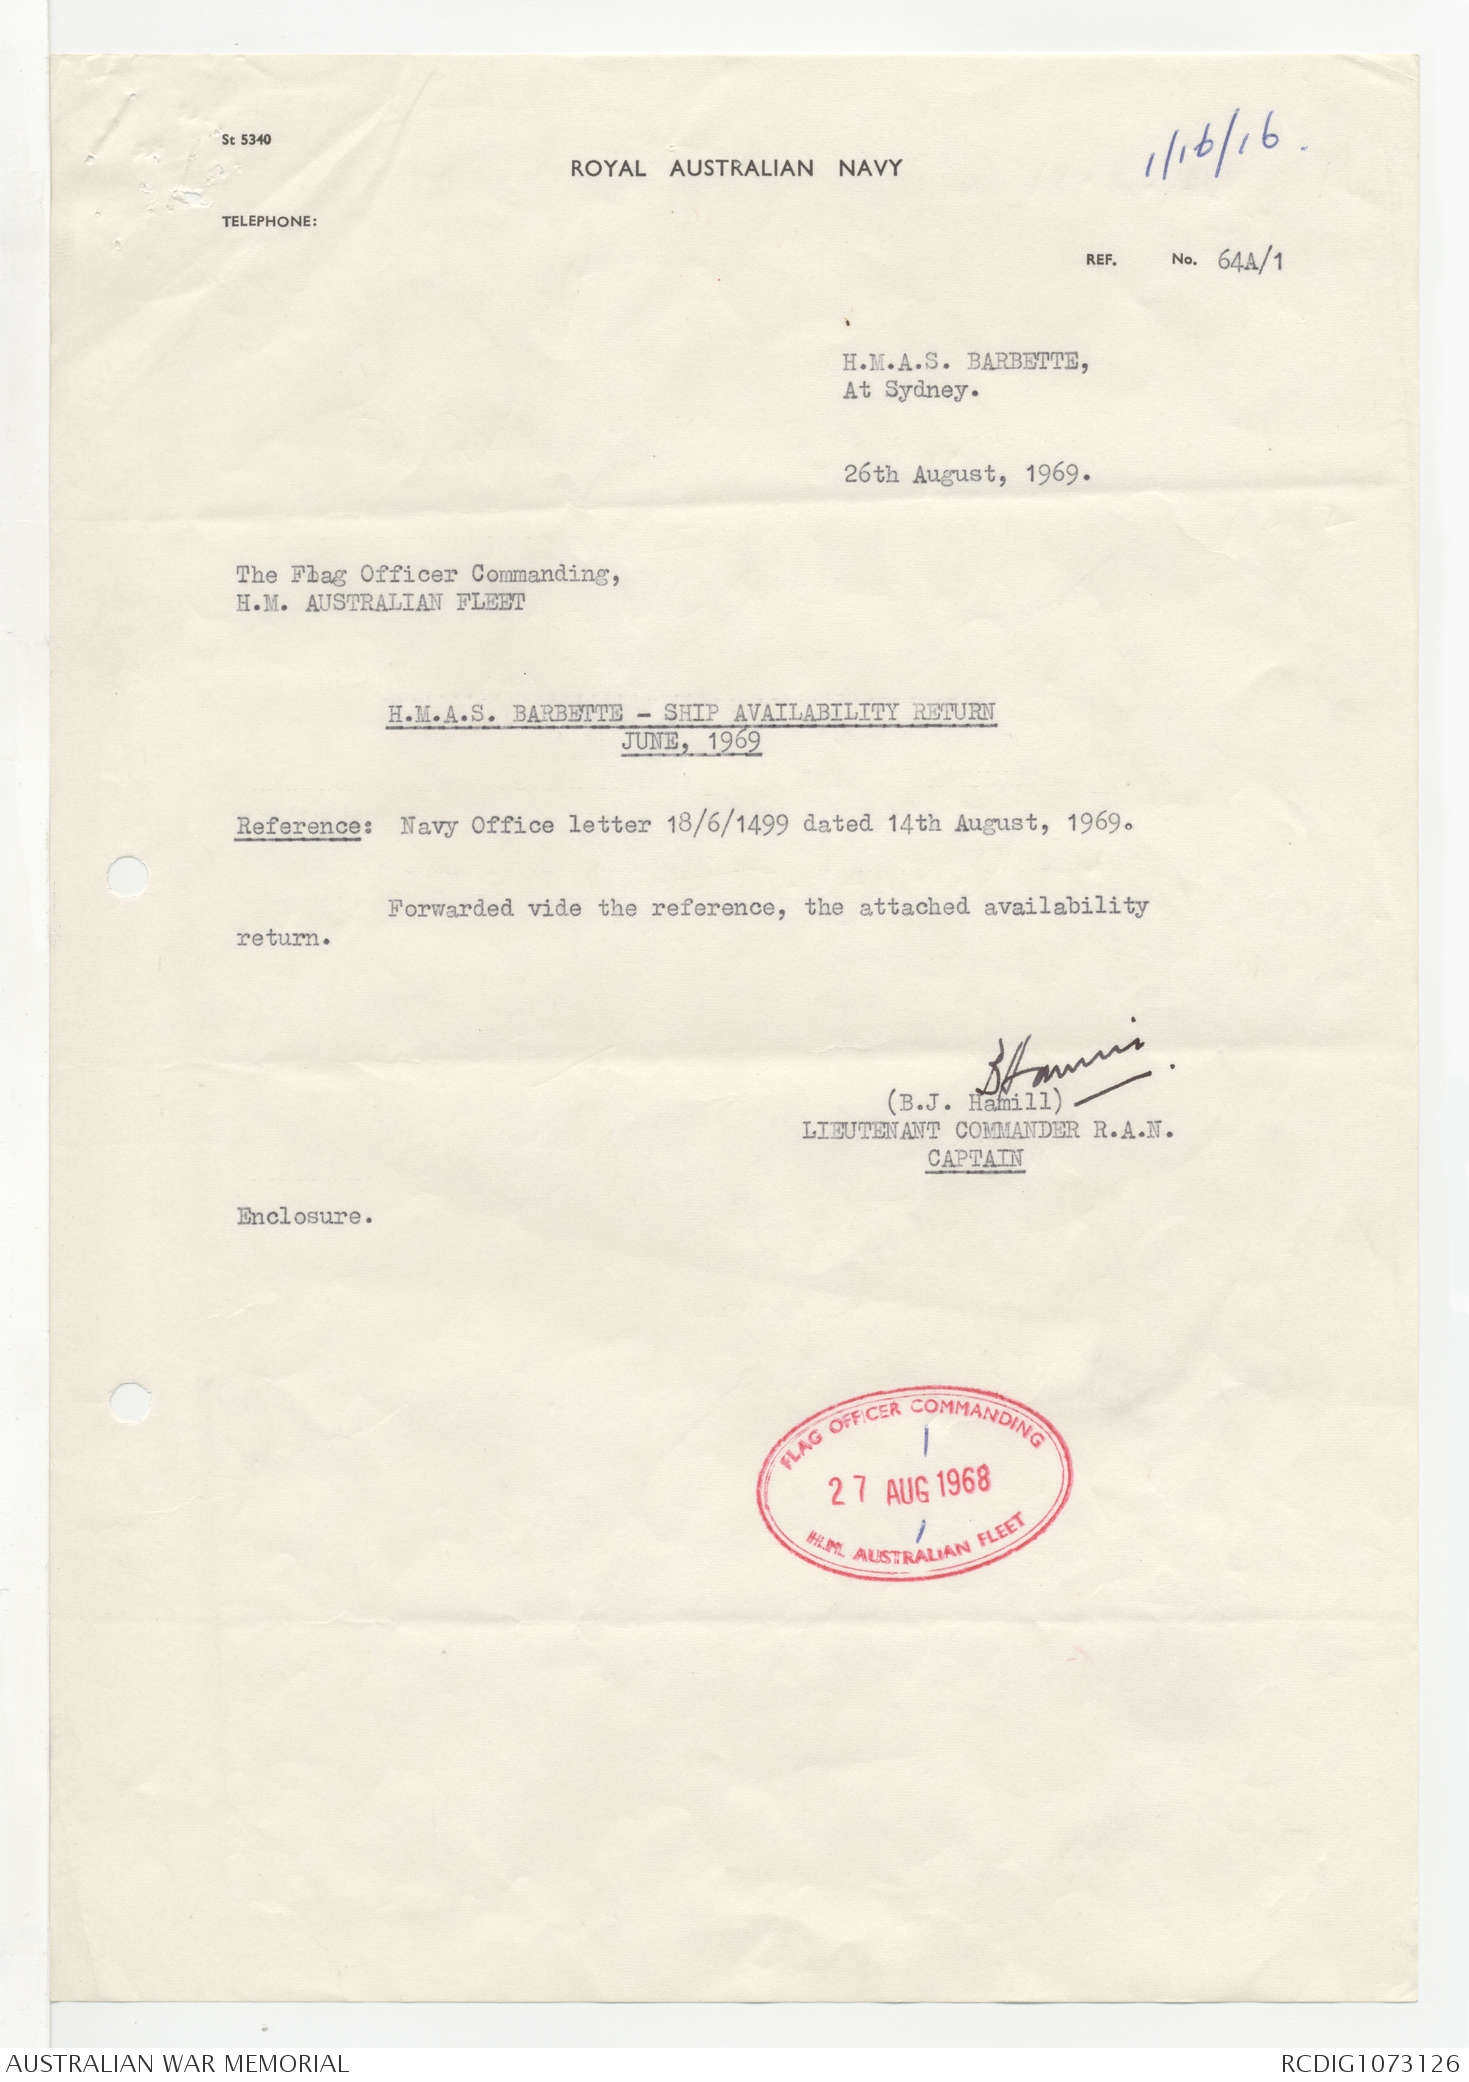 St 5340
1/16/16.
ROYAL AUSTRALIAN NAVY
TELEPHONE:
REF. No. 64A/1
H.M.A.S. BARBETTE,
At Sydney.
26th August, 1969.
The Flag Officer Commanding,
H.M. AUSTRALIAN FLEET
H.M.A.S. BARBETTE - SHIP AVAILABILITY RETURN
JUNE, 1969
Reference: Navy Office letter 18/6/1499 dated 14th August, 1969.
Forwarded vide the reference, the attached availability
return.
(B.J. Hamill)
LIEUTENANT COMMANDER R.A.N.
CAPTAIN
Enclosure.
FLAG OFFICER COMMANDING
27 AUG 1968
H.M. AUSTRALIAN FLEET
AUSTRALIAN WAR MEMORIAL
RCDIG1073126